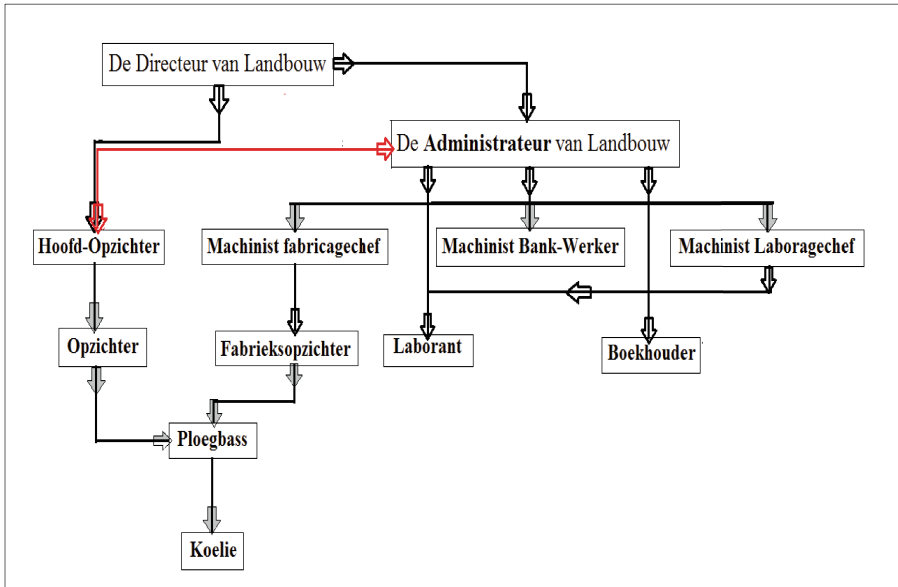 De Directeur van Landbouw
De Administrateur van Landbouw
Hoofd-Opzichter
Machinist fabricagechef
Machinist Bank-Werker
Machinist Laboragechef
Opzichter
Fabrieksopzichter
Laborant
Boekhouder
Ploegbass
Koelie